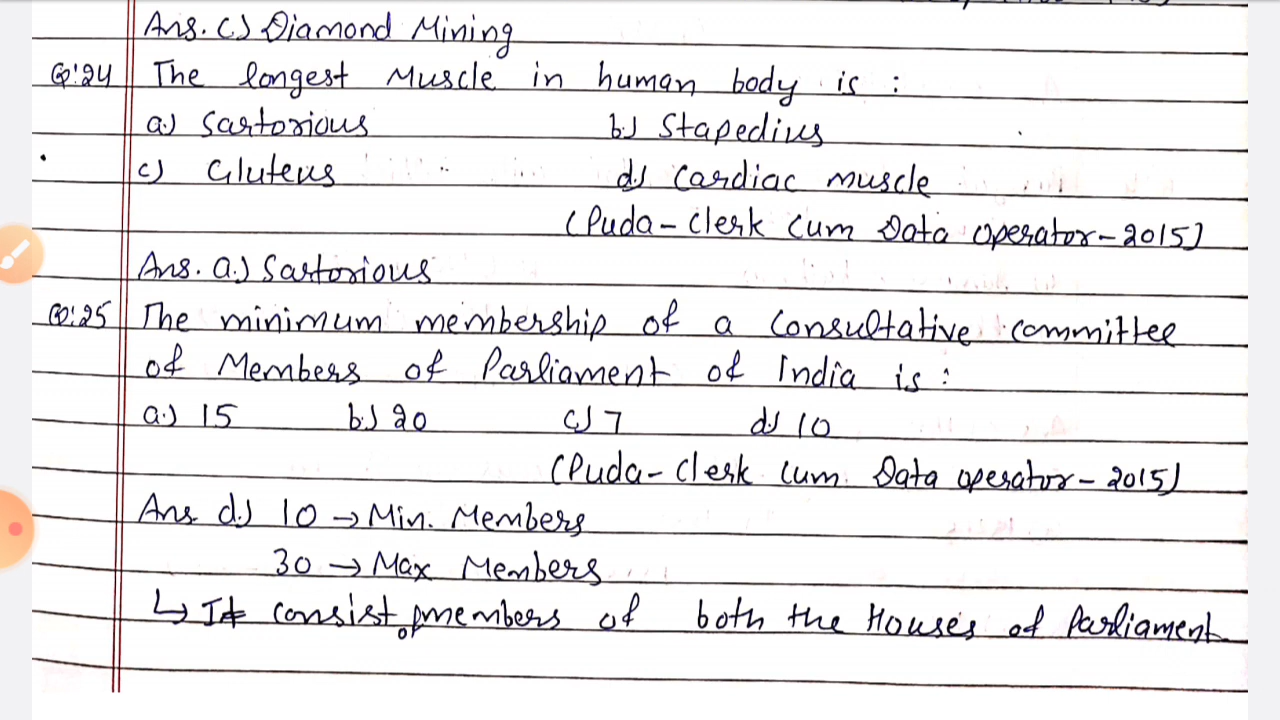 Ans. c) Diamond Mining
Q:24 The longest Muscle in human body is :
a.) Sartorious b.) Stapedius
c) Gluteus d.) Cardiac muscle
(Puda-Clerk Cum Data operator-2015)
Ans. a.) Sartorious
Q:25 The minimum membership of a Consultative committee
of Members of Parliament of India is :
a.) 15 b.) 20 c.) 7 d.) 10
(Puda-Clerk Cum Data operator-2015)
Ans. d.) 10 → Min. Members
30 → Max Members
↳ It consist of members of both the Houses of Parliament